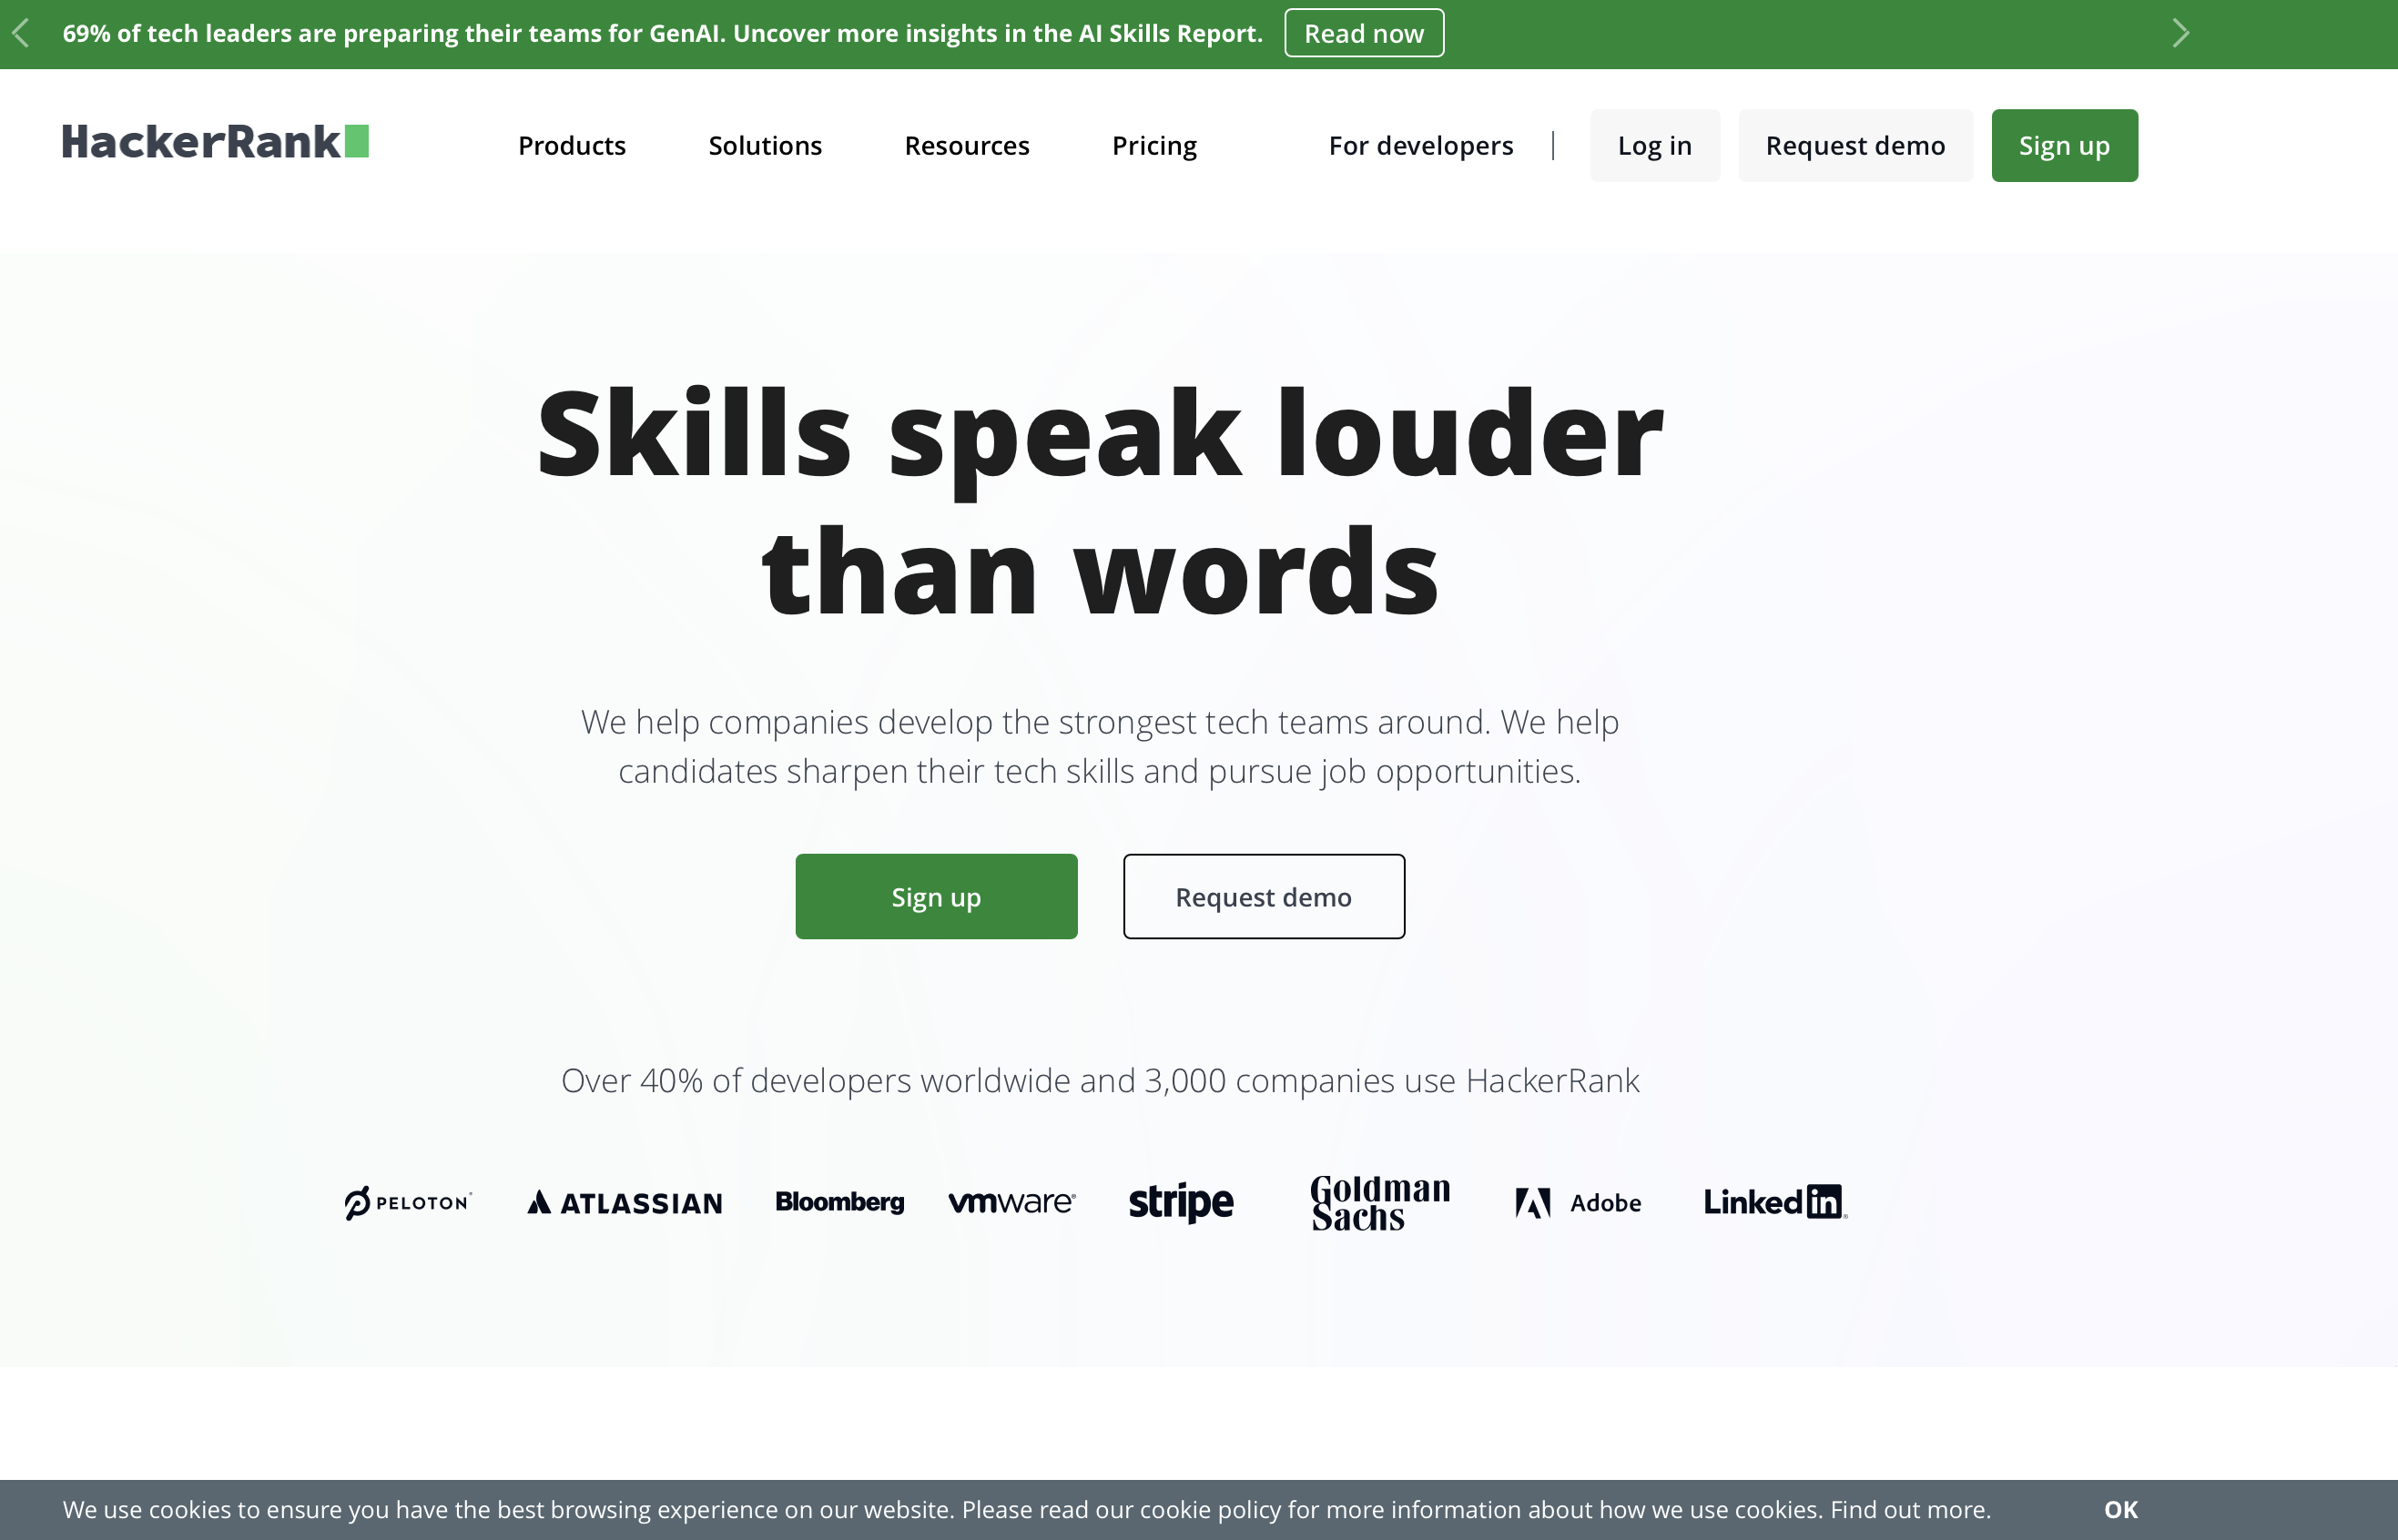 69% of tech leaders are preparing their teams for GenAI. Uncover more insights in the AI Skills Report. Read now
HackerRank Products Solutions Resources Pricing For developers Log in Request demo Sign up
Skills speak louder
than words
We help companies develop the strongest tech teams around. We help
candidates sharpen their tech skills and pursue job opportunities.
Sign up Request demo
Over 40% of developers worldwide and 3,000 companies use HackerRank
PELOTON ATLASSIAN Bloomberg vmware® stripe Goldman Sachs Adobe LinkedIn
We use cookies to ensure you have the best browsing experience on our website. Please read our cookie policy for more information about how we use cookies. Find out more. OK